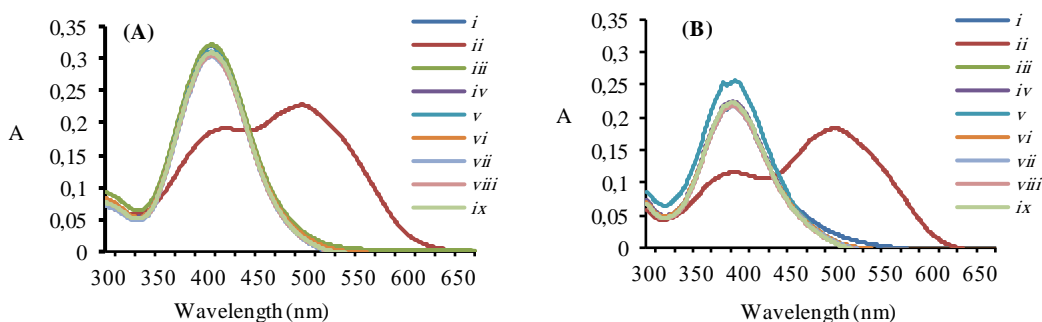 (A)
0,35
0,3
0,25
0,2
0,15
0,1
0,05
0
A
300 350 400 450 500 550 600 650
Wavelength (nm)
i
ii
iii
iv
v
vi
vii
viii
ix
(B)
0,35
0,3
0,25
0,2
0,15
0,1
0,05
0
A
300 350 400 450 500 550 600 650
Wavelength (nm)
i
ii
iii
iv
v
vi
vii
viii
ix